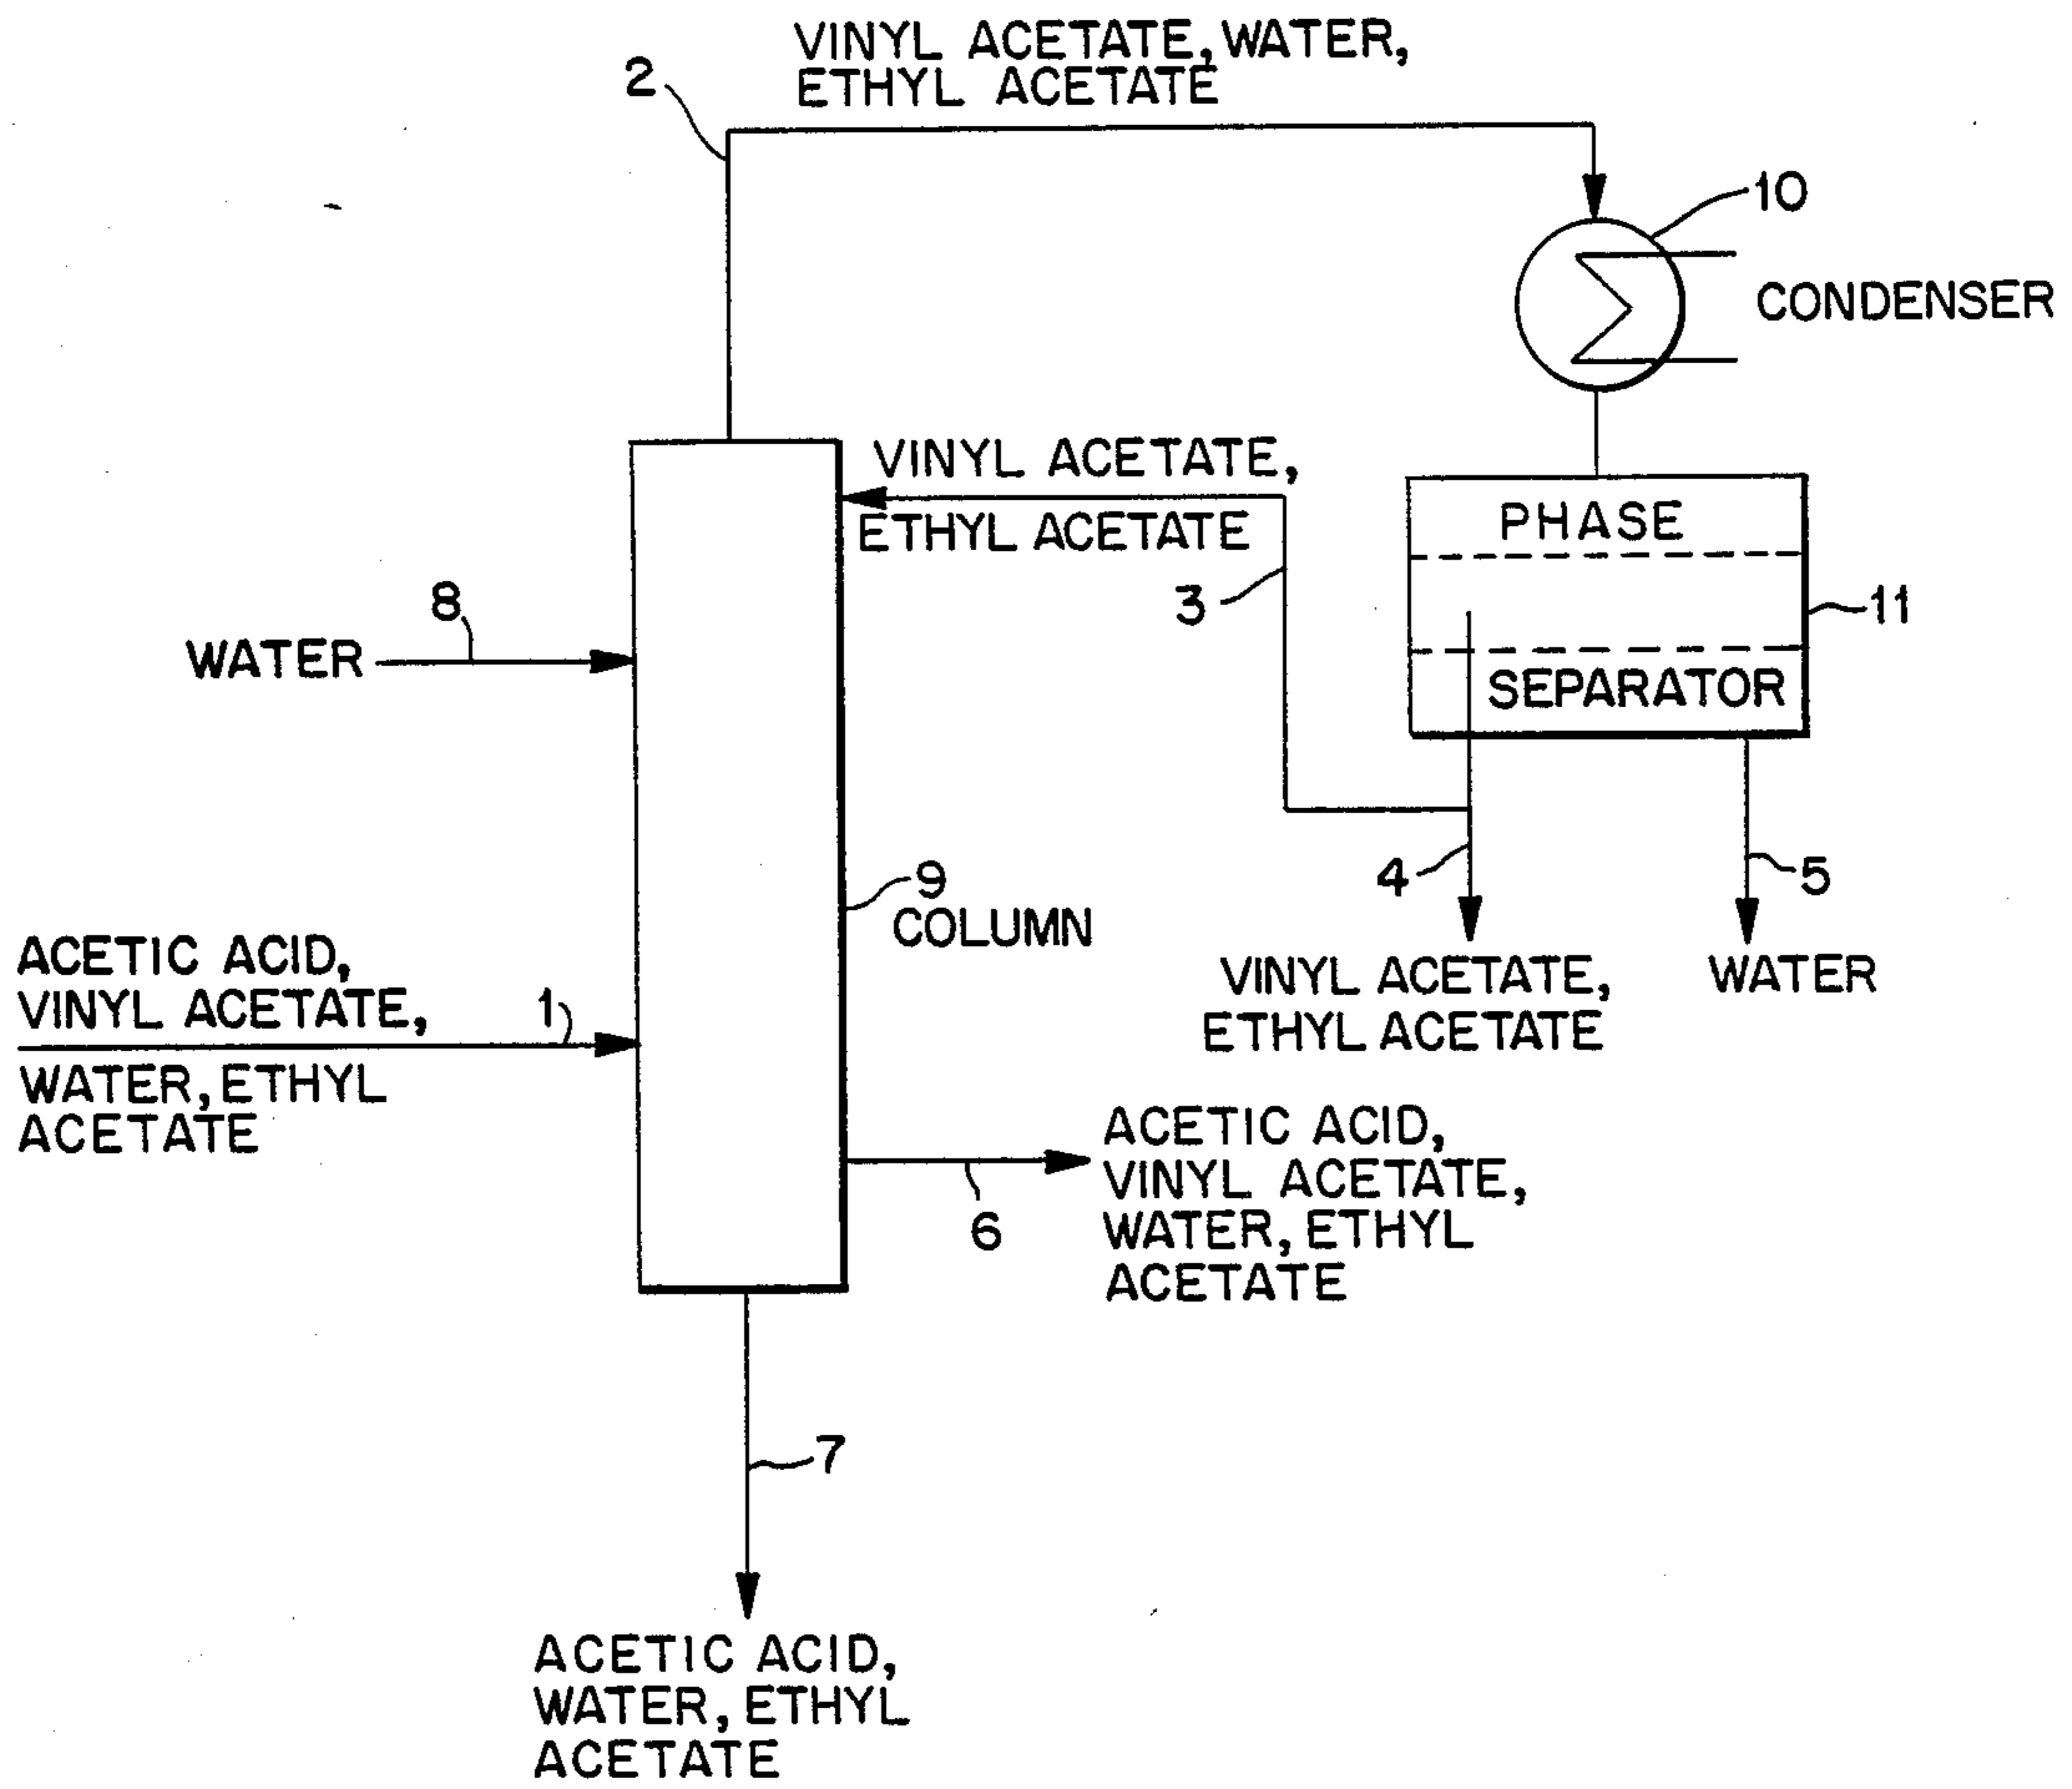 VINYL ACETATE, WATER,
ETHYL ACETATE
2
10
CONDENSER
VINYL ACETATE,
ETHYL ACETATE
3
PHASE
SEPARATOR
11
8
WATER
9
COLUMN
4
5
VINYL ACETATE,
ETHYL ACETATE
WATER
ACETIC ACID,
VINYL ACETATE,
1
WATER, ETHYL
ACETATE
ACETIC ACID,
VINYL ACETATE,
WATER, ETHYL
ACETATE
6
7
ACETIC ACID,
WATER, ETHYL
ACETATE